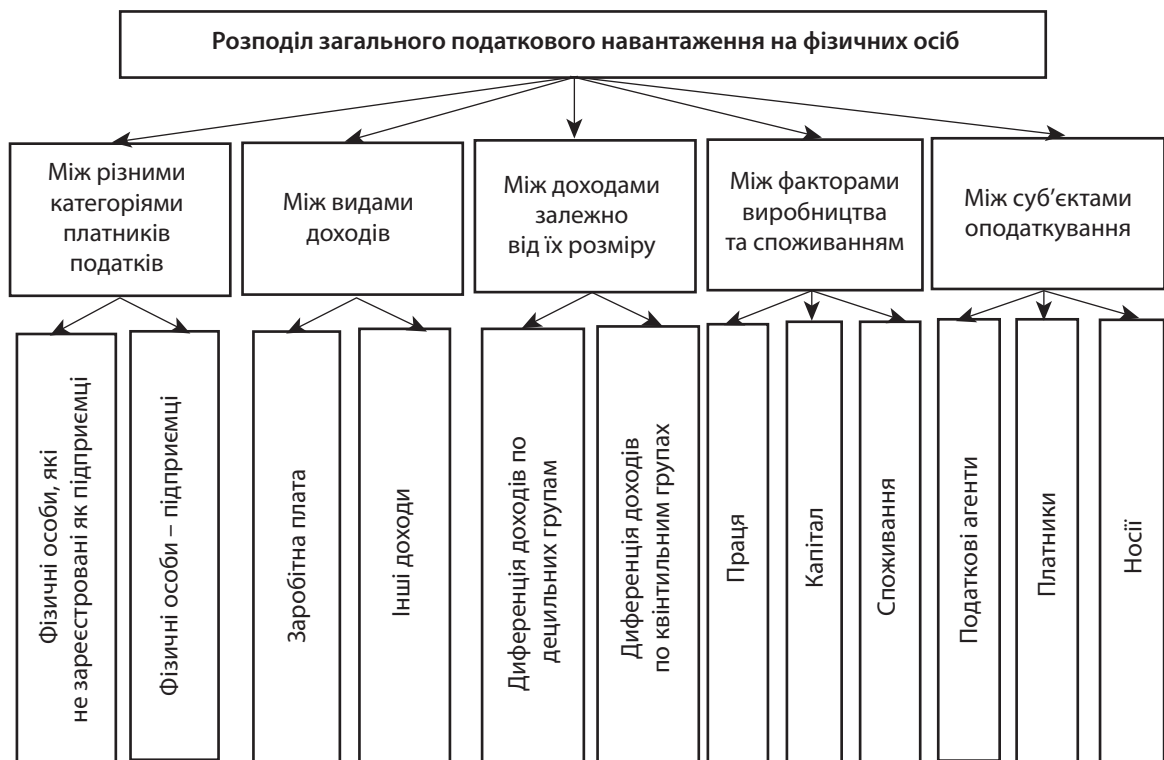 Розподіл загального податкового навантаження на фізичних осіб
Між різними
категоріями
платників
податків
Між видами
доходів
Між доходами
залежно
від їх розміру
Між факторами
виробництва
та споживанням
Між суб’єктами
оподаткування
Фізичні особи, які
не зареєстровані як підприємці
Фізичні особи – підприємці
Заробітна плата
Інші доходи
Диференція доходів по
децильних групам
Диференція доходів
по квінтильним групах
Праця
Капітал
Споживання
Податкові агенти
Платники
Носії